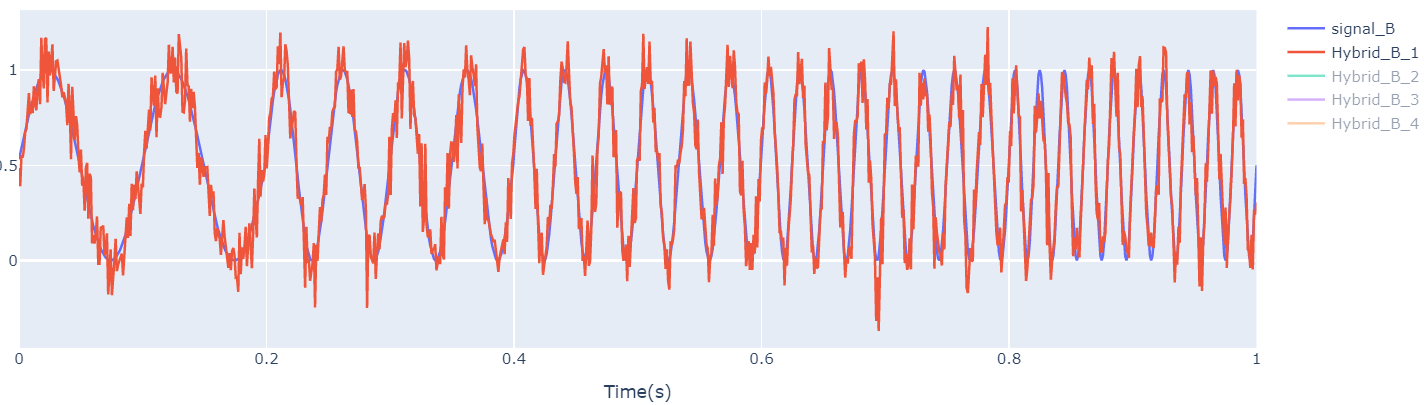 signal_B
Hybrid_B_1
Hybrid_B_2
Hybrid_B_3
Hybrid_B_4
1
0.5
0
0 0.2 0.4 0.6 0.8 1
Time(s)